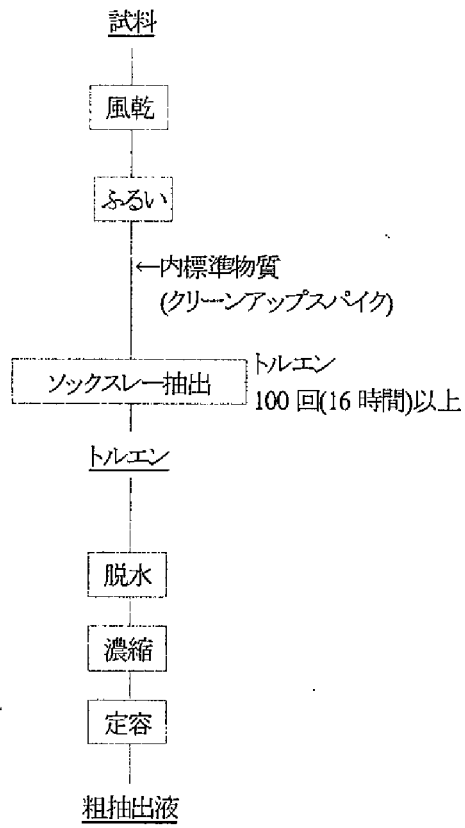 試料
風乾
ふるい
←内標準物質
(クリーンアップスパイク)
ソックスレー抽出
トルエン
100 回(16 時間)以上
トルエン
脱水
濃縮
定容
粗抽出液